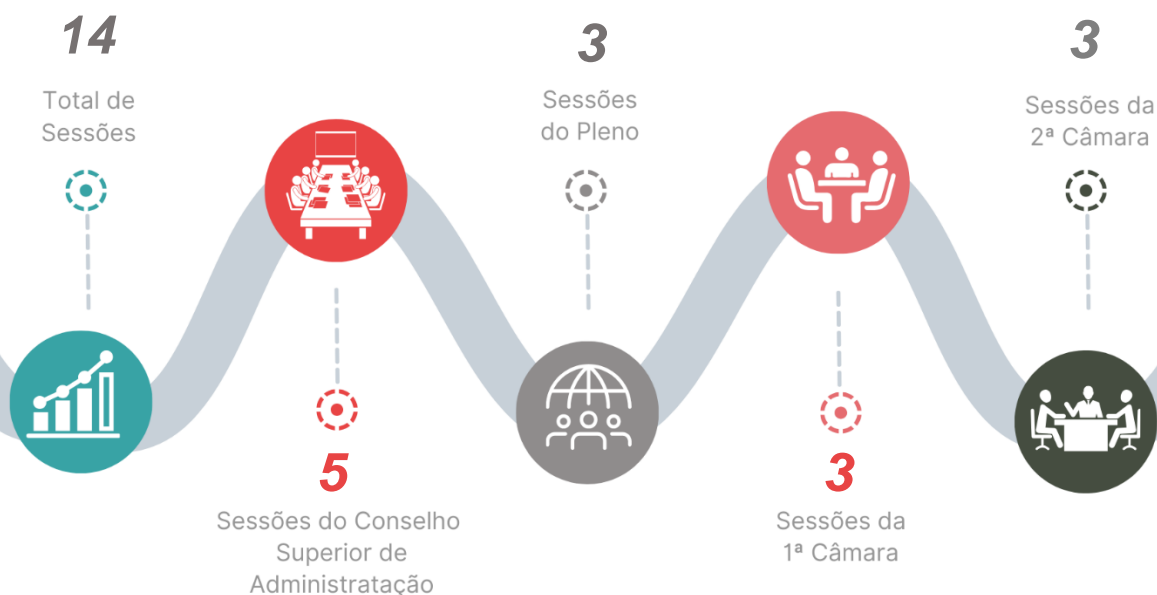 14
Total de
Sessões
5
Sessões do Conselho
Superior de
Administratação
3
Sessões
do Pleno
3
Sessões da
1ª Câmara
3
Sessões da
2ª Câmara